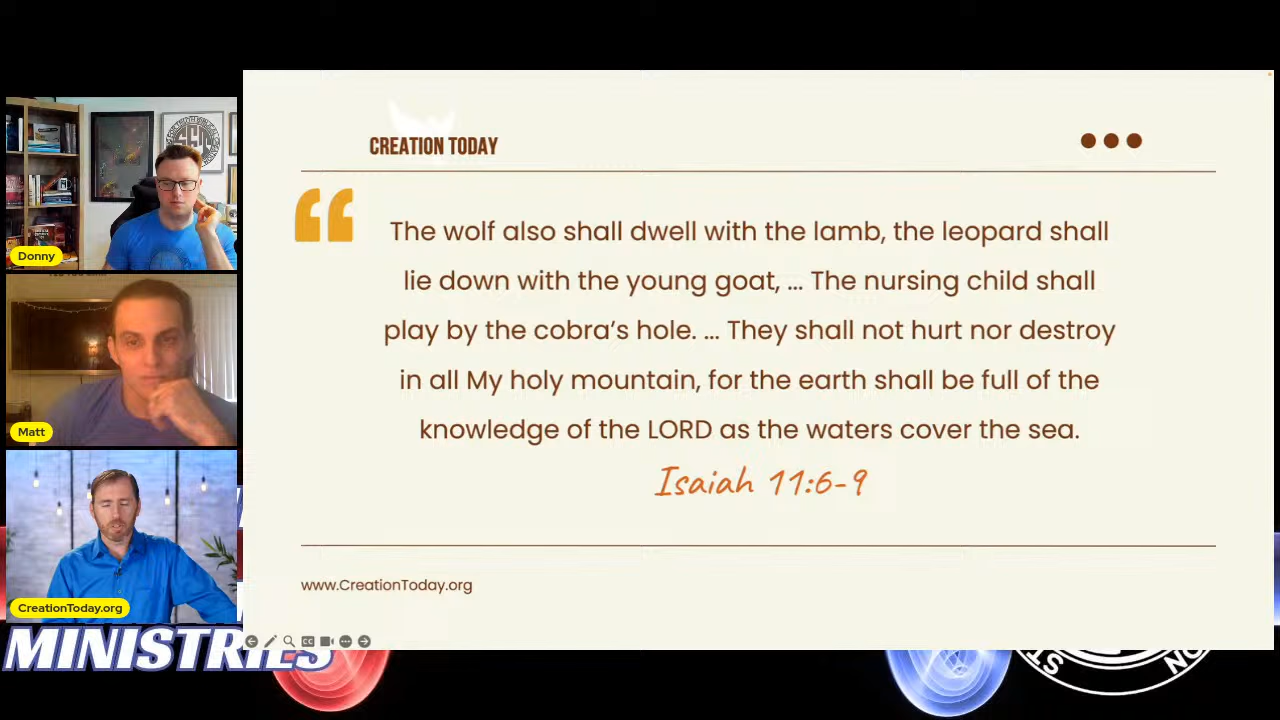 CREATION TODAY
The wolf also shall dwell with the lamb, the leopard shall
lie down with the young goat, ... The nursing child shall
play by the cobra's hole. ... They shall not hurt nor destroy
in all My holy mountain, for the earth shall be full of the
knowledge of the LORD as the waters cover the sea.
Isaiah 11:6-9
www.CreationToday.org
Donny
Matt
CreationToday.org
MINISTRIES